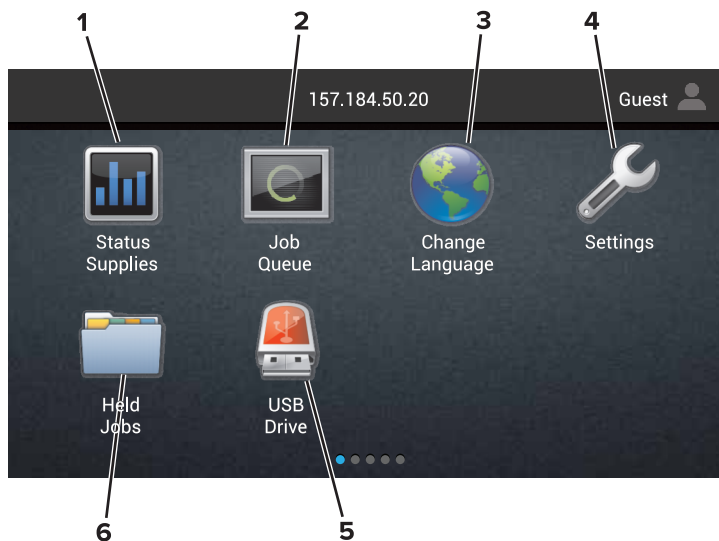 1 2 3 4
157.184.50.20 Guest
Status Supplies
Job Queue
Change Language
Settings
Held Jobs
USB Drive
6 5